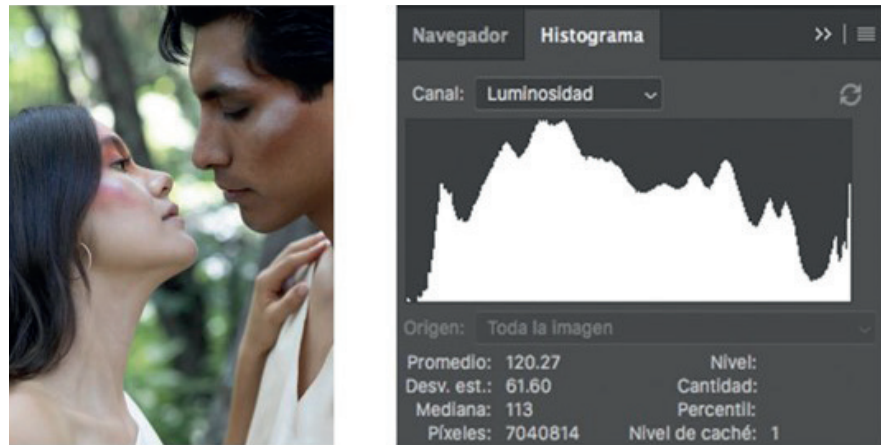 Navegador Histograma
Canal: Luminosidad
Origen: Toda la imagen
Promedio: 120.27 Nivel:
Desv. est.: 61.60 Cantidad:
Mediana: 113 Percentil:
Píxeles: 7040814 Nivel de caché: 1